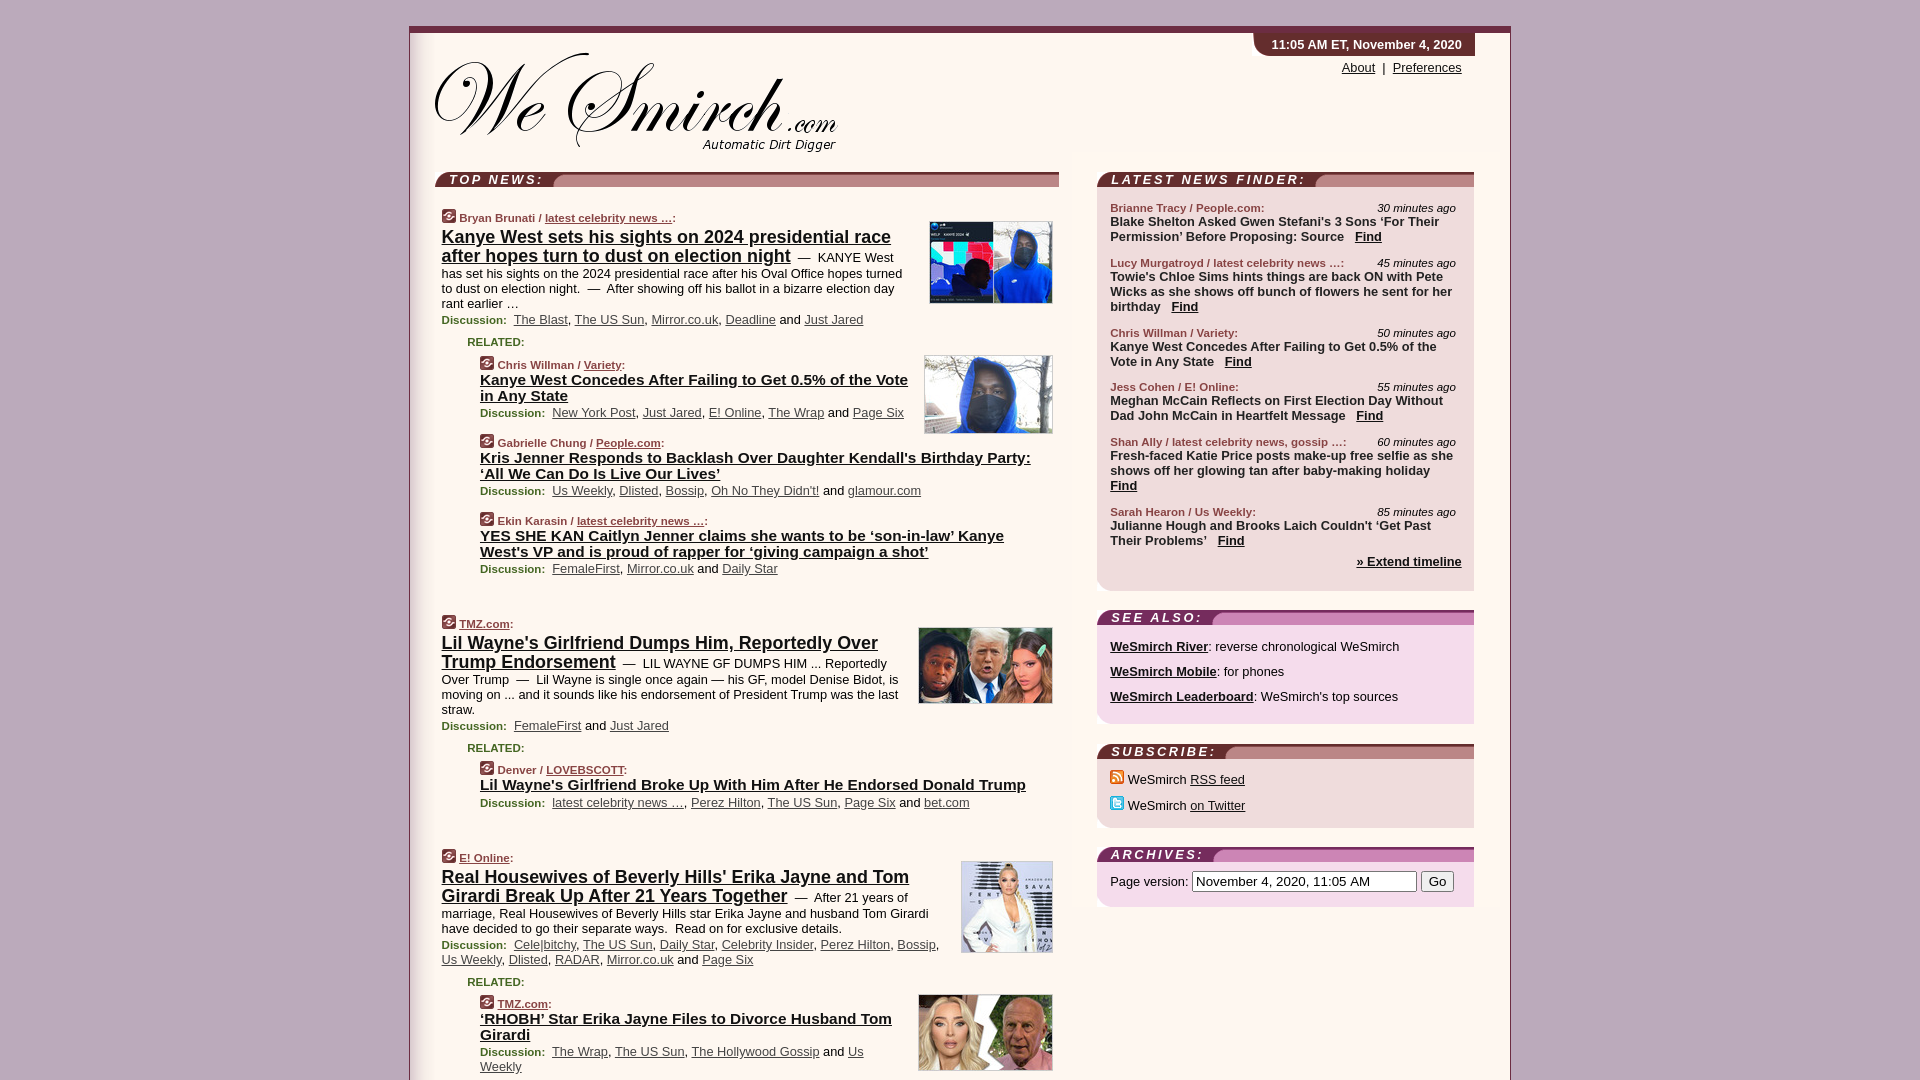 11:05 AM ET, November 4, 2020
About | Preferences
We Smirch .com
Automatic Dirt Digger
TOP NEWS:
Bryan Brunati / latest celebrity news …:
Kanye West sets his sights on 2024 presidential race
after hopes turn to dust on election night — KANYE West
has set his sights on the 2024 presidential race after his Oval Office hopes turned
to dust on election night. — After showing off his ballot in a bizarre election day
rant earlier …
Discussion: The Blast, The US Sun, Mirror.co.uk, Deadline and Just Jared
RELATED:
Chris Willman / Variety:
Kanye West Concedes After Failing to Get 0.5% of the Vote
in Any State
Discussion: New York Post, Just Jared, E! Online, The Wrap and Page Six
Gabrielle Chung / People.com:
Kris Jenner Responds to Backlash Over Daughter Kendall's Birthday Party:
‘All We Can Do Is Live Our Lives’
Discussion: Us Weekly, Dlisted, Bossip, Oh No They Didn't! and glamour.com
Ekin Karasin / latest celebrity news …:
YES SHE KAN Caitlyn Jenner claims she wants to be ‘son-in-law’ Kanye
West's VP and is proud of rapper for ‘giving campaign a shot’
Discussion: FemaleFirst, Mirror.co.uk and Daily Star
TMZ.com:
Lil Wayne's Girlfriend Dumps Him, Reportedly Over
Trump Endorsement — LIL WAYNE GF DUMPS HIM ... Reportedly
Over Trump — Lil Wayne is single once again — his GF, model Denise Bidot, is
moving on ... and it sounds like his endorsement of President Trump was the last
straw.
Discussion: FemaleFirst and Just Jared
RELATED:
Denver / LOVEBSCOTT:
Lil Wayne's Girlfriend Broke Up With Him After He Endorsed Donald Trump
Discussion: latest celebrity news …, Perez Hilton, The US Sun, Page Six and bet.com
E! Online:
Real Housewives of Beverly Hills' Erika Jayne and Tom
Girardi Break Up After 21 Years Together — After 21 years of
marriage, Real Housewives of Beverly Hills star Erika Jayne and husband Tom Girardi
have decided to go their separate ways. Read on for exclusive details.
Discussion: Cele|bitchy, The US Sun, Daily Star, Celebrity Insider, Perez Hilton, Bossip,
Us Weekly, Dlisted, RADAR, Mirror.co.uk and Page Six
RELATED:
TMZ.com:
‘RHOBH’ Star Erika Jayne Files to Divorce Husband Tom
Girardi
Discussion: The Wrap, The US Sun, The Hollywood Gossip and Us
Weekly
LATEST NEWS FINDER:
Brianne Tracy / People.com: 30 minutes ago
Blake Shelton Asked Gwen Stefani's 3 Sons ‘For Their
Permission’ Before Proposing: Source Find
Lucy Murgatroyd / latest celebrity news …: 45 minutes ago
Towie's Chloe Sims hints things are back ON with Pete
Wicks as she shows off bunch of flowers he sent for her
birthday Find
Chris Willman / Variety: 50 minutes ago
Kanye West Concedes After Failing to Get 0.5% of the
Vote in Any State Find
Jess Cohen / E! Online: 55 minutes ago
Meghan McCain Reflects on First Election Day Without
Dad John McCain in Heartfelt Message Find
Shan Ally / latest celebrity news, gossip …: 60 minutes ago
Fresh-faced Katie Price posts make-up free selfie as she
shows off her glowing tan after baby-making holiday
Find
Sarah Hearon / Us Weekly: 85 minutes ago
Julianne Hough and Brooks Laich Couldn't ‘Get Past
Their Problems’ Find
» Extend timeline
SEE ALSO:
WeSmirch River: reverse chronological WeSmirch
WeSmirch Mobile: for phones
WeSmirch Leaderboard: WeSmirch's top sources
SUBSCRIBE:
WeSmirch RSS feed
WeSmirch on Twitter
ARCHIVES:
Page version: November 4, 2020, 11:05 AM Go